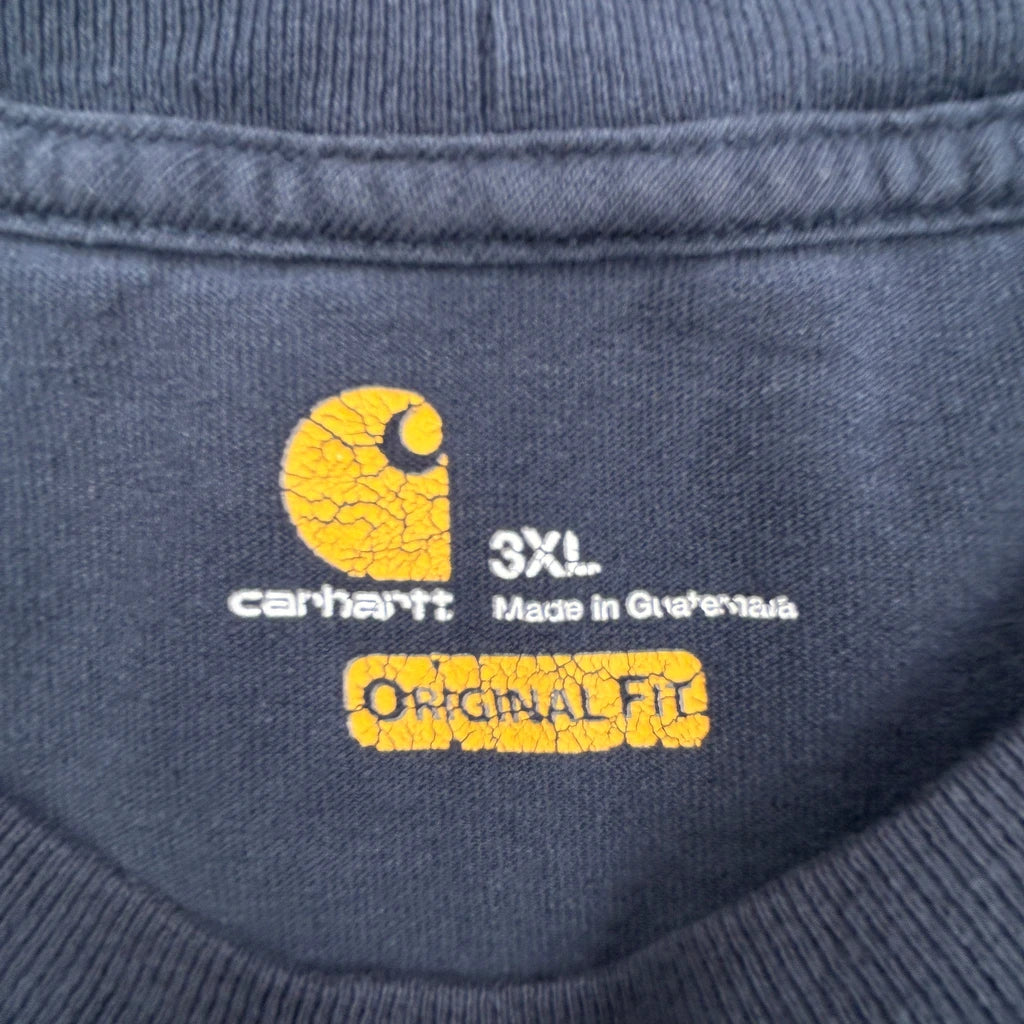 3XL
carhartt
Made in Guatemala
ORIGINAL FIT